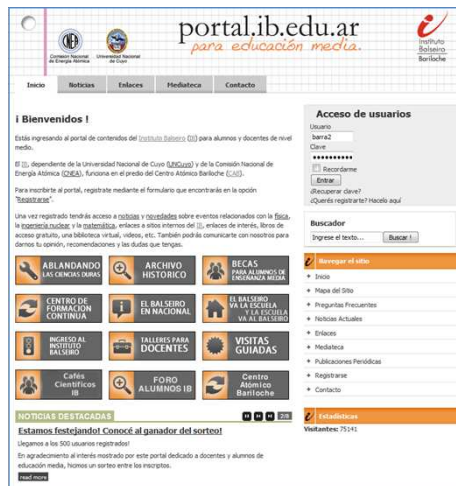 portal.ib.edu.ar
para educación media.
Comisión Nacional
de Energía Atómica
Universidad Nacional
de Cuyo
Instituto
Balseiro
Bariloche
Inicio
Noticias
Enlaces
Mediateca
Contacto
¡ Bienvenidos !
Estás ingresando al portal de contenidos del Instituto Balseiro (IB) para alumnos y docentes de nivel
medio.
El IB, dependiente de la Universidad Nacional de Cuyo (UNCuyo) y de la Comisión Nacional de
Energía Atómica (CNEA), funciona en el predio del Centro Atómico Bariloche (CAB).
Para inscribirte al portal, registrate mediante el formulario que encontrarás en la opción
"Registrarse".
Una vez registrado tendrás acceso a noticias y novedades sobre eventos relacionados con la física,
la ingeniería nuclear y la matemática, enlaces a sitios internos del IB, enlaces de interés, libros de
acceso gratuito, una biblioteca virtual, videos, etc. También podrás comunicarte con nosotros para
darnos tu opinión, recomendaciones y las dudas que tengas.
ABLANDANDO
LAS CIENCIAS DURAS
ARCHIVO
HISTORICO
BECAS
PARA ALUMNOS DE
ENSEÑANZA MEDIA
CENTRO DE
FORMACION
CONTINUA
EL BALSEIRO
EN NACIONAL
EL BALSEIRO
VA LA ESCUELA
Y LA ESCUELA
VA AL BALSEIRO
INGRESO AL
INSTITUTO
BALSEIRO
TALLERES PARA
DOCENTES
VISITAS
GUIADAS
Cafés
Científicos
IB
FORO
ALUMNOS IB
Centro
Atómico
Bariloche
NOTICIAS DESTACADAS
2/8
Estamos festejando! Conocé al ganador del sorteo!
Llegamos a los 500 usuarios registrados!
En agradecimiento al interés mostrado por este portal dedicado a docentes y alumnos de
educación media, hicimos un sorteo entre los inscriptos.
read more
Acceso de usuarios
Usuario
barra2
Clave
Recordarme
Entrar
¿Recuperar clave?
¿Querés registrarte? Hacelo aquí
Buscador
Ingrese el texto...
Buscar !
Navegar el sitio
Inicio
Mapa del Sitio
Preguntas Frecuentes
Noticias Actuales
Enlaces
Mediateca
Publicaciones Periódicas
Registrarse
Contacto
Estadísticas
Visitantes: 75141